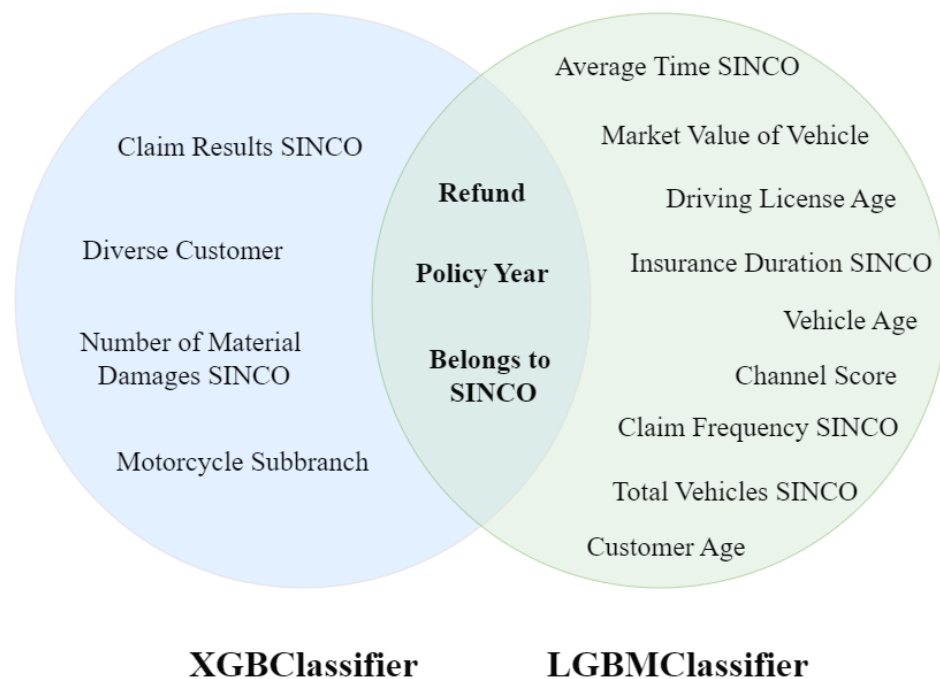 Claim Results SINCO
Diverse Customer
Number of Material
Damages SINCO
Motorcycle Subbranch
Refund
Policy Year
Belongs to
SINCO
Average Time SINCO
Market Value of Vehicle
Driving License Age
Insurance Duration SINCO
Vehicle Age
Channel Score
Claim Frequency SINCO
Total Vehicles SINCO
Customer Age
XGBClassifier
LGBMClassifier